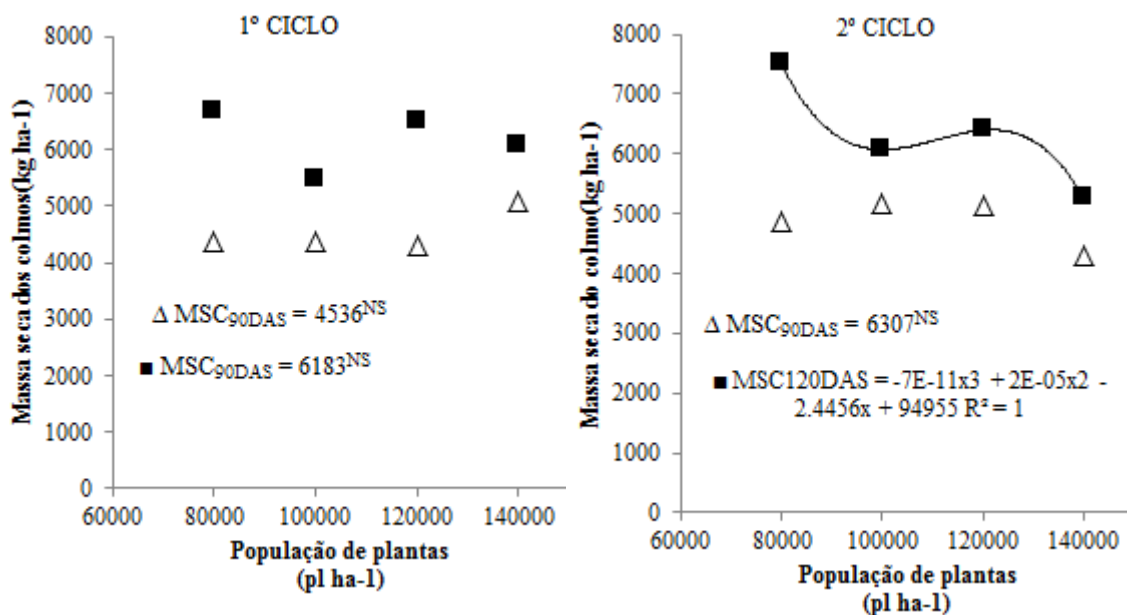 1º CICLO
Massa seca dos colmos(kg ha-1)
8000
7000
6000
5000
4000
3000
2000
1000
0
Δ MSC90DAS = 4536NS
■ MSC90DAS = 6183NS
60000 80000 100000 120000 140000
População de plantas
(pl ha-1)
2º CICLO
Massa seca do colmo(kg ha-1)
8000
7000
6000
5000
4000
3000
2000
1000
0
Δ MSC90DAS = 6307NS
■ MSC120DAS = -7E-11x3 + 2E-05x2 -
2.4456x + 94955 R² = 1
60000 80000 100000 120000 140000
População de plantas
(pl ha-1)